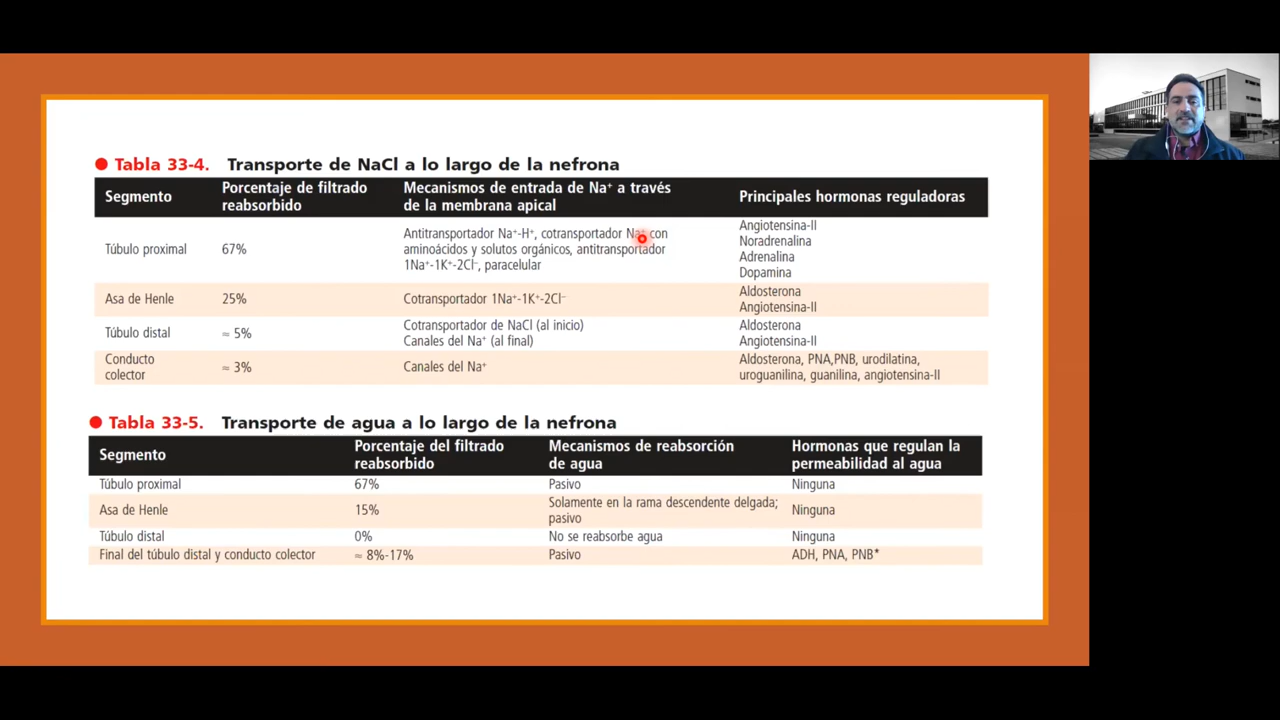 ● Tabla 33-4. Transporte de NaCl a lo largo de la nefrona
Segmento
Porcentaje de filtrado
reabsorbido
Mecanismos de entrada de Na⁺ a través
de la membrana apical
Principales hormonas reguladoras
Túbulo proximal
67%
Antitransportador Na⁺-H⁺, cotransportador Na⁺ con
aminoácidos y solutos orgánicos, antitransportador
1Na⁺-1K⁺-2Cl⁻, paracelular
Angiotensina-II
Noradrenalina
Adrenalina
Dopamina
Asa de Henle
25%
Cotransportador 1Na⁺-1K⁺-2Cl⁻
Aldosterona
Angiotensina-II
Túbulo distal
≈ 5%
Cotransportador de NaCl (al inicio)
Canales del Na⁺ (al final)
Aldosterona
Angiotensina-II
Conducto
colector
≈ 3%
Canales del Na⁺
Aldosterona, PNA,PNB, urodilatina,
uroguanilina, guanilina, angiotensina-II
● Tabla 33-5. Transporte de agua a lo largo de la nefrona
Segmento
Porcentaje del filtrado
reabsorbido
Mecanismos de reabsorción
de agua
Hormonas que regulan la
permeabilidad al agua
Túbulo proximal
67%
Pasivo
Ninguna
Asa de Henle
15%
Solamente en la rama descendente delgada;
pasivo
Ninguna
Túbulo distal
0%
No se reabsorbe agua
Ninguna
Final del túbulo distal y conducto colector
≈ 8%-17%
Pasivo
ADH, PNA, PNB*